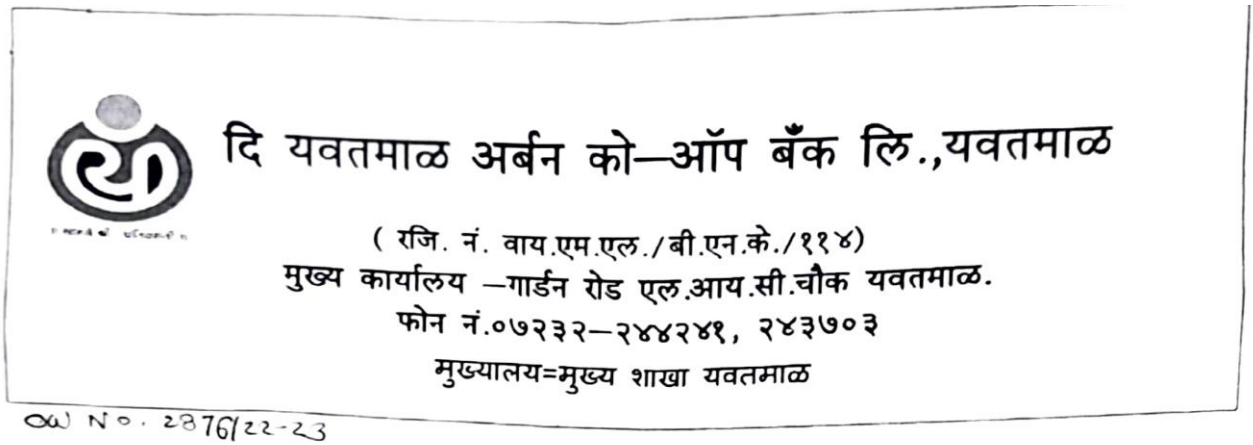 दि यवतमाळ अर्बन को—ऑप बँक लि.,यवतमाळ
( रजि. नं. वाय.एम.एल./बी.एन.के./११४)
मुख्य कार्यालय —गार्डन रोड एल.आय.सी.चौक यवतमाळ.
फोन नं.०७२३२—२४४२४१, २४३७०३
मुख्यालय=मुख्य शाखा यवतमाळ
OW No. 2876/22-23